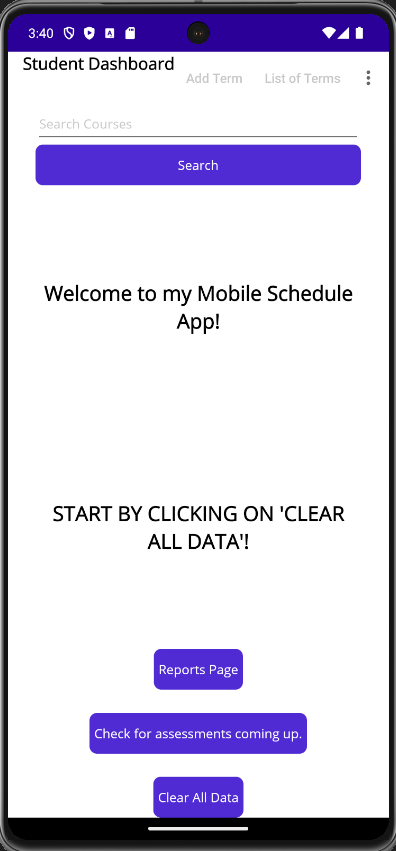 3:40
Student Dashboard
Add Term
List of Terms
Search Courses
Search
Welcome to my Mobile Schedule
App!
START BY CLICKING ON 'CLEAR
ALL DATA'!
Reports Page
Check for assessments coming up.
Clear All Data